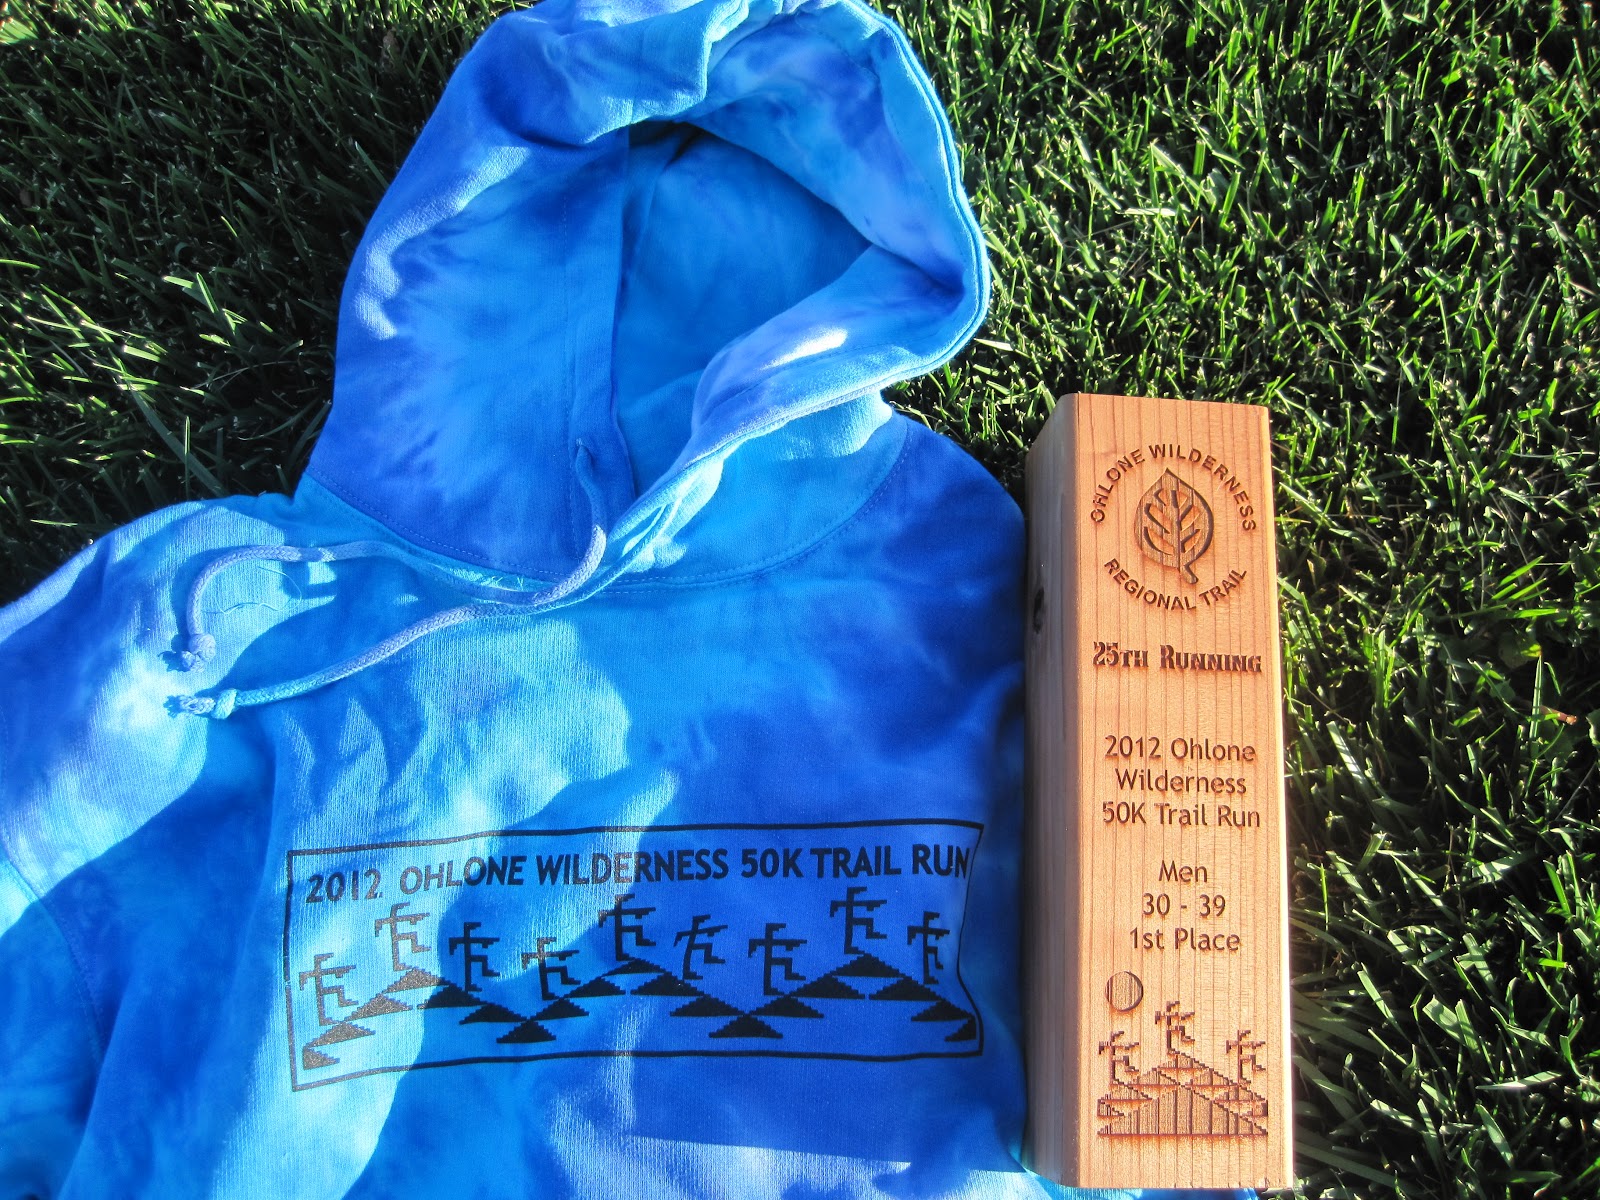 2012 OHLONE WILDERNESS 50K TRAIL RUN
OHLONE WILDERNESS
REGIONAL TRAIL
25TH RUNNING
2012 Ohlone
Wilderness
50K Trail Run
Men
30 - 39
1st Place